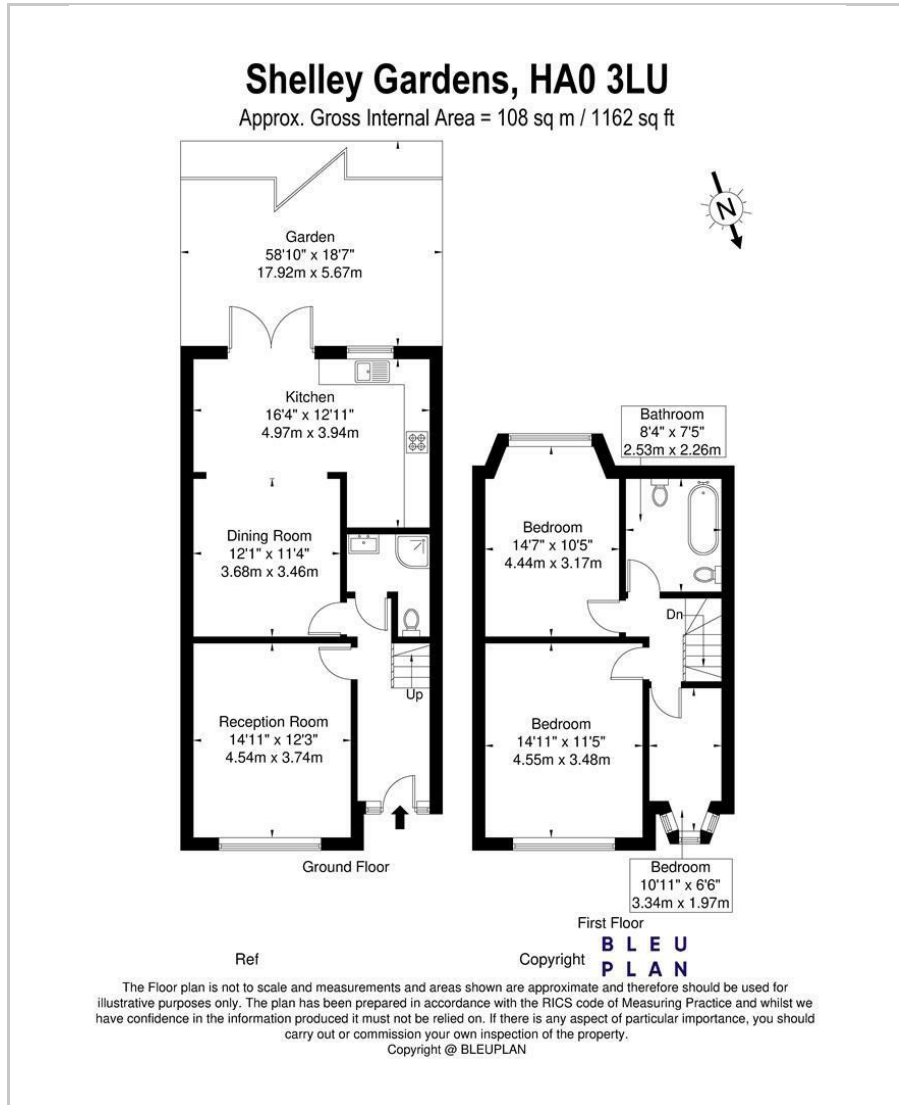 Shelley Gardens, HA0 3LU
Approx. Gross Internal Area = 108 sq m / 1162 sq ft
N
Garden
58'10" x 18'7"
17.92m x 5.67m
Kitchen
16'4" x 12'11"
4.97m x 3.94m
Dining Room
12'1" x 11'4"
3.68m x 3.46m
Up
Reception Room
14'11" x 12'3"
4.54m x 3.74m
Ground Floor
Bathroom
8'4" x 7'5"
2.53m x 2.26m
Bedroom
14'7" x 10'5"
4.44m x 3.17m
Dn
Bedroom
14'11" x 11'5"
4.55m x 3.48m
Bedroom
10'11" x 6'6"
3.34m x 1.97m
First Floor
Ref
Copyright
BLEU
PLAN
The Floor plan is not to scale and measurements and areas shown are approximate and therefore should be used for
illustrative purposes only. The plan has been prepared in accordance with the RICS code of Measuring Practice and whilst we
have confidence in the information produced it must not be relied on. If there is any aspect of particular importance, you should
carry out or commission your own inspection of the property.
Copyright @ BLEUPLAN